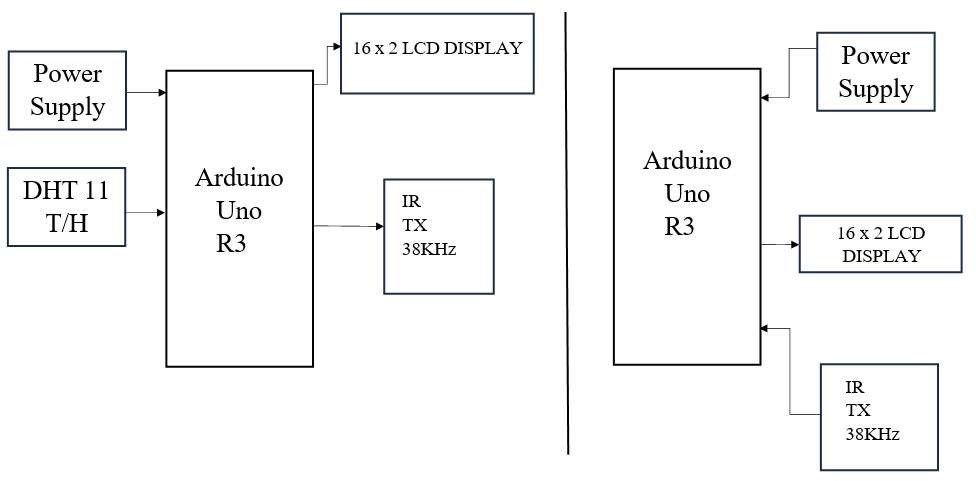 16 x 2 LCD DISPLAY
Power
Supply
DHT 11
T/H
Arduino
Uno
R3
IR
TX
38KHz
Power
Supply
Arduino
Uno
R3
16 x 2 LCD
DISPLAY
IR
TX
38KHz